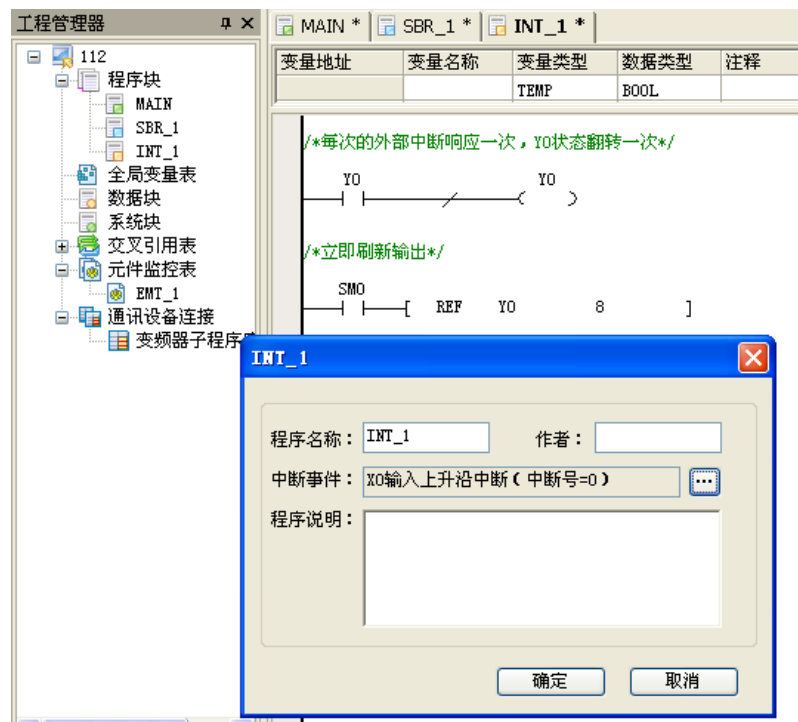 工程管理器
MAIN *
SBR_1 *
INT_1 *
112
程序块
MAIN
SBR_1
INT_1
全局变量表
数据块
系统块
交叉引用表
元件监控表
EMT_1
通讯设备连接
变频器子程序
变量地址 变量名称 变量类型 数据类型 注释
TEMP BOOL
/*每次的外部中断响应一次，Y0状态翻转一次*/
Y0 Y0
/*立即刷新输出*/
SM0
[ REF Y0 8 ]
INT_1
程序名称： INT_1 作者：
中断事件： X0输入上升沿中断（中断号=0） ...
程序说明：
确定 取消